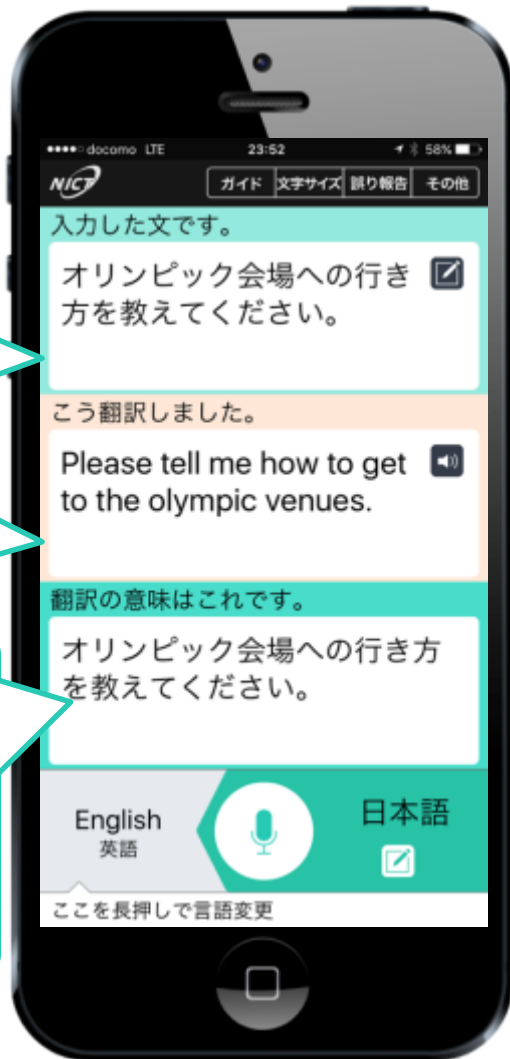 docomo LTE 23:52 58%
NICT ガイド 文字サイズ 誤り報告 その他
入力した文です。
オリンピック会場への行き
方を教えてください。
こう翻訳しました。
Please tell me how to get
to the olympic venues.
翻訳の意味はこれです。
オリンピック会場への行き方
を教えてください。
English
英語
日本語
ここを長押しで言語変更